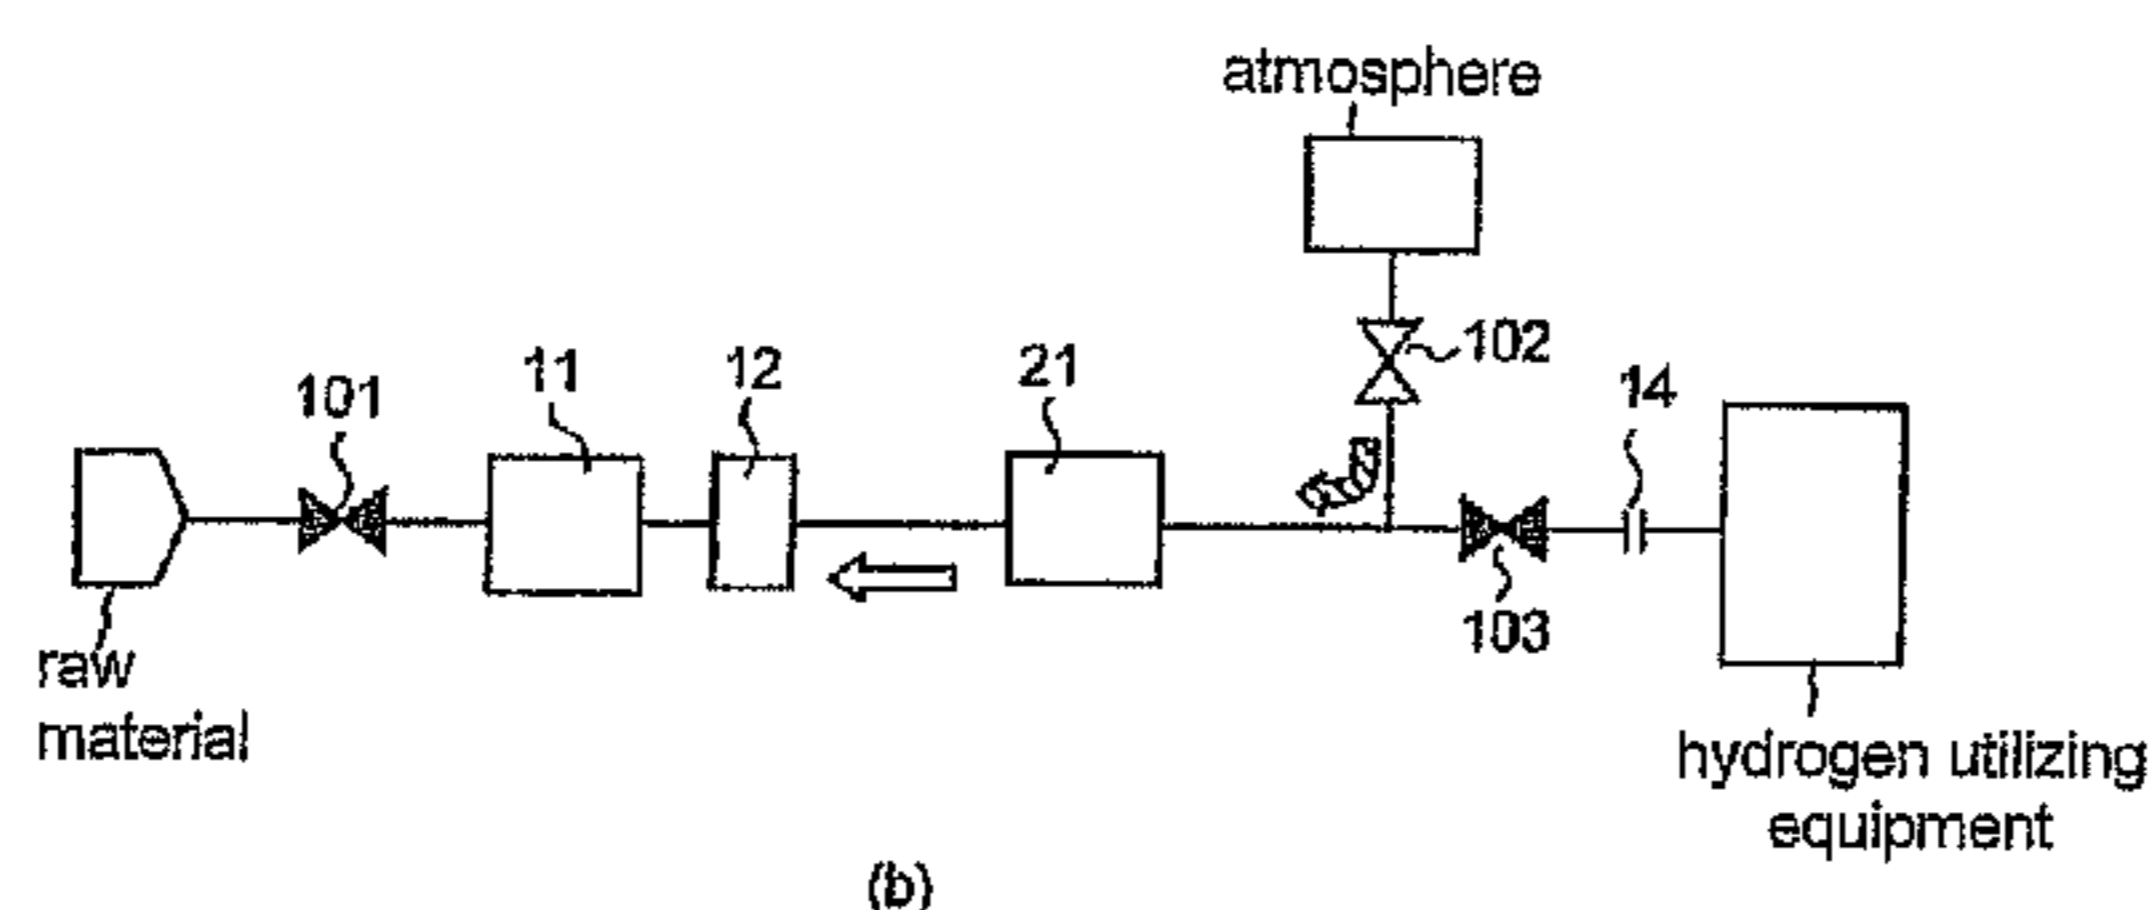 atmosphere
102
14
21
12
11
101
103
raw
material
hydrogen utilizing
equipment
(b)